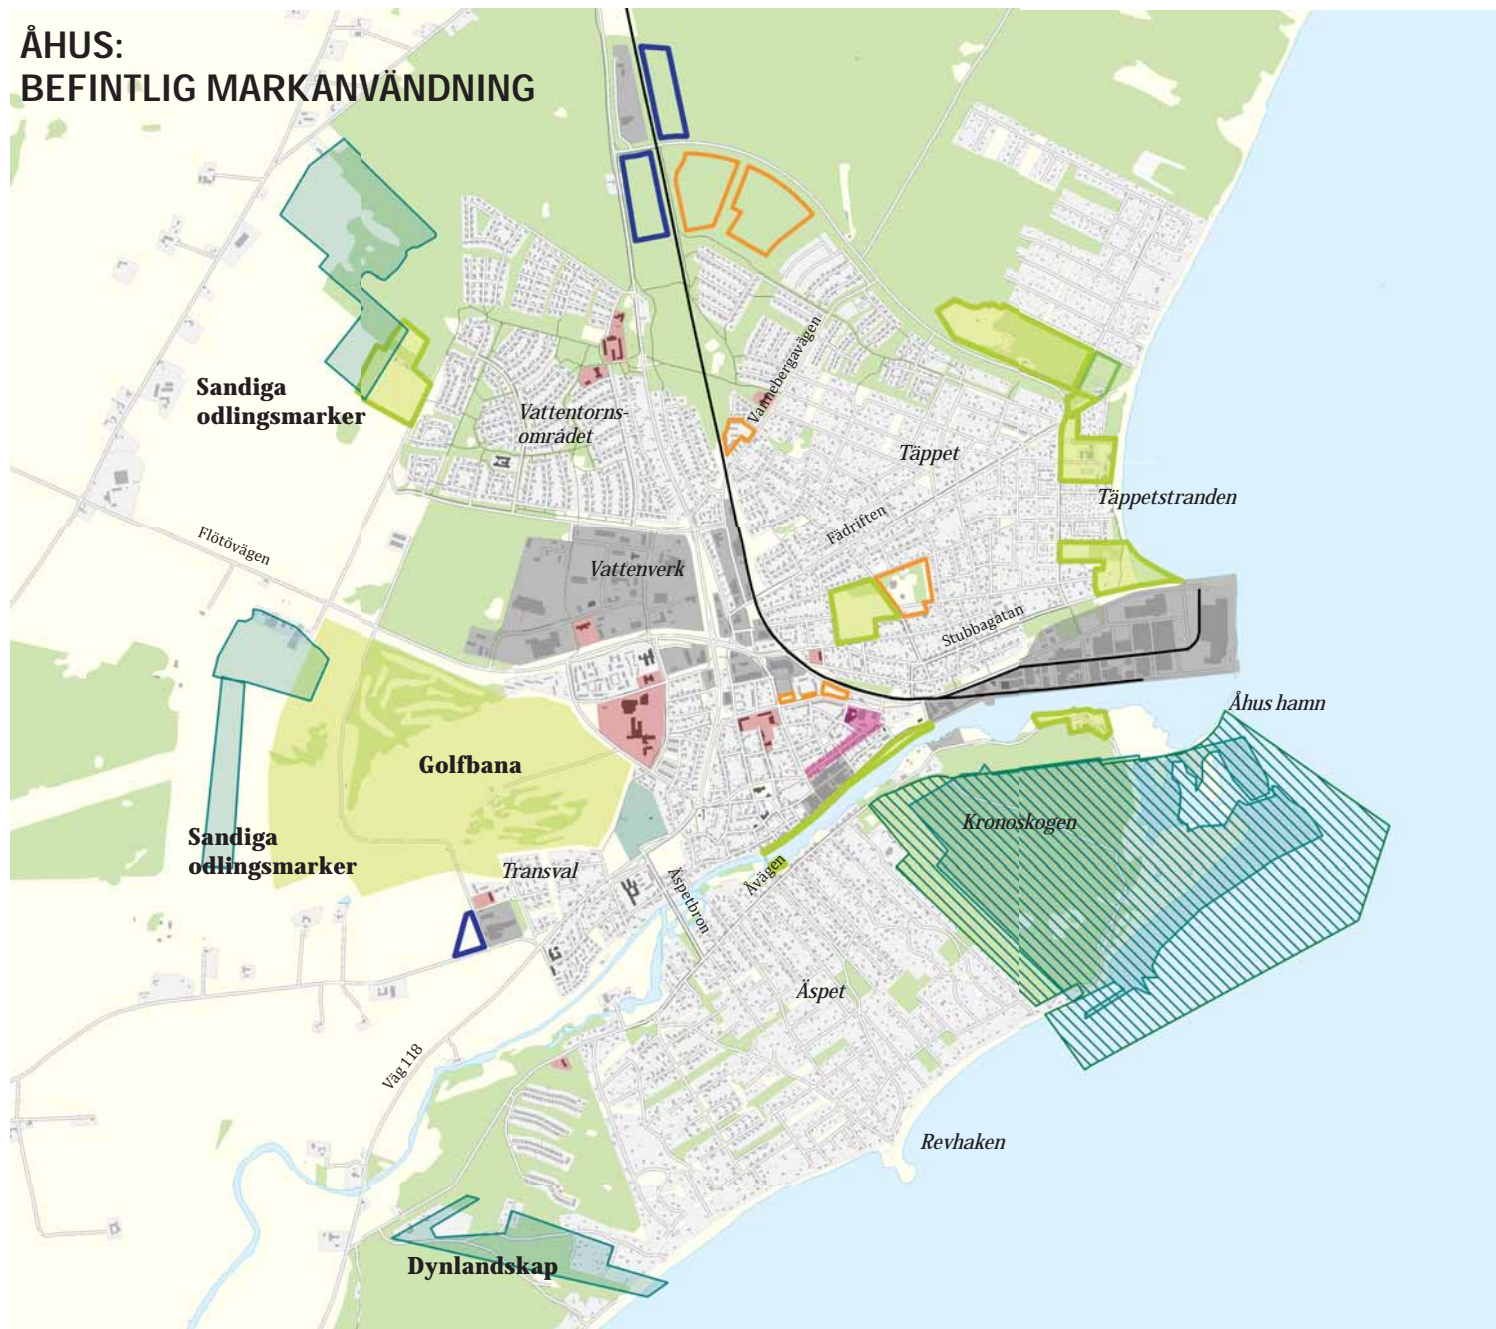 ÅHUS:
BEFINTLIG MARKANVÄNDNING
Sandiga
odlingsmarker
Vattentorns-
området
Vannebergavägen
Täppet
Täppetstranden
Fädriften
Flötövägen
Vattenverk
Stubbagatan
Åhus hamn
Golfbana
Kronoskogen
Sandiga
odlingsmarker
Transval
Äspetbron
Åvägen
Äspet
Väg 118
Revhaken
Dynlandskap